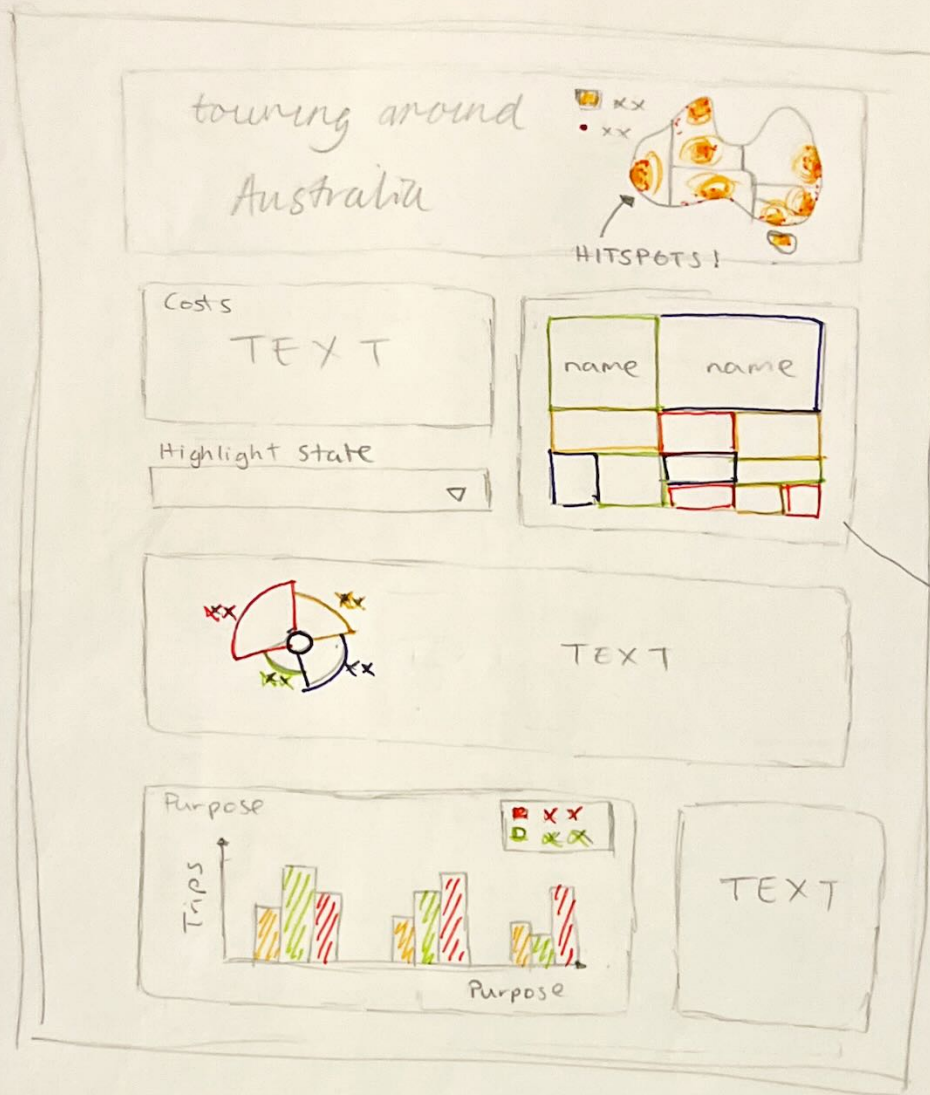 touring around
Australia
xx
xx
HITSPOTS!
Costs
TEXT
name
name
Highlight state
xx
xx
xx
xx
TEXT
Purpose
xx
xx
Trips
Purpose
TEXT